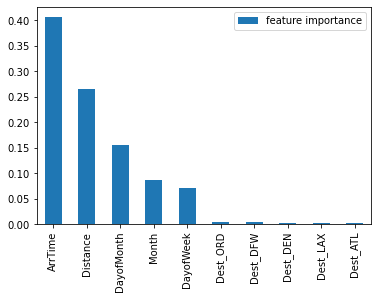 feature importance
0.40
0.35
0.30
0.25
0.20
0.15
0.10
0.05
0.00
ArrTime
Distance
DayofMonth
Month
DayofWeek
Dest_ORD
Dest_DFW
Dest_DEN
Dest_LAX
Dest_ATL